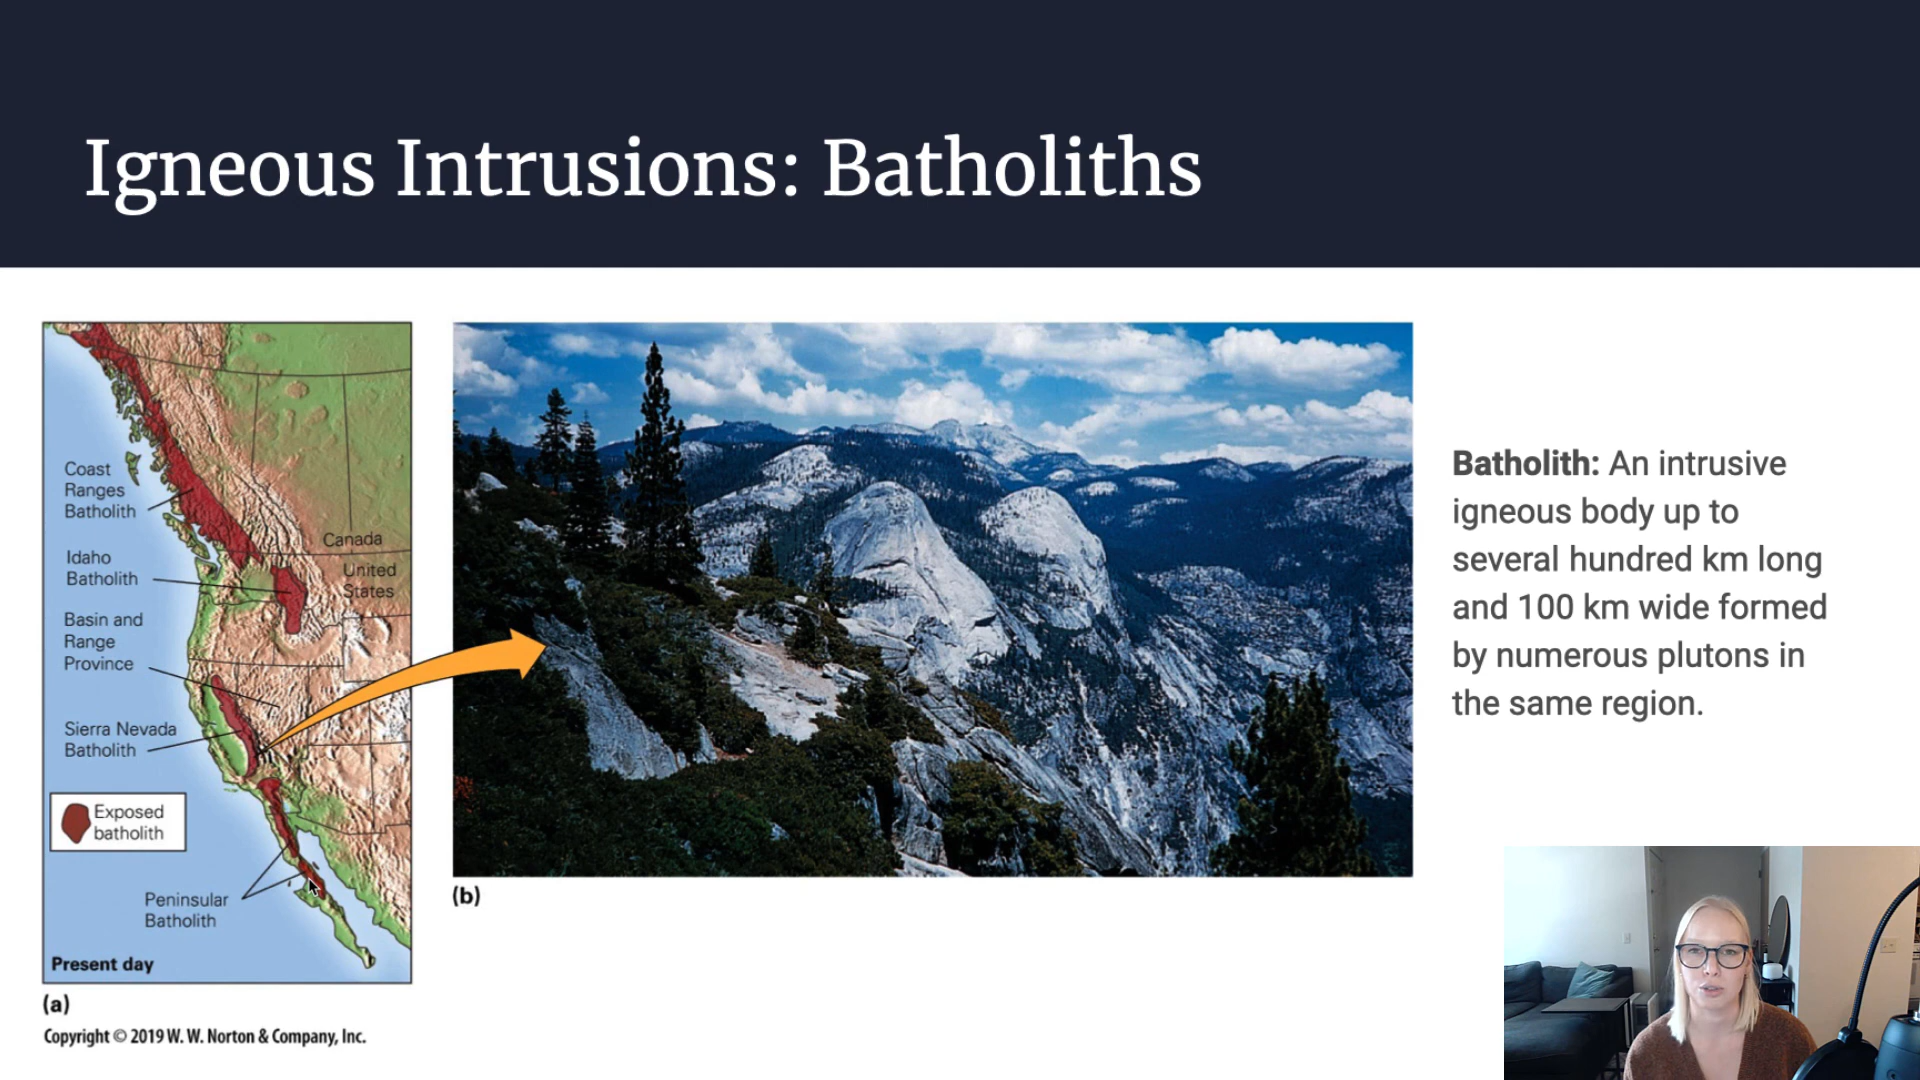 Igneous Intrusions: Batholiths
Coast
Ranges
Batholith
Canada
Idaho
Batholith
United
States
Basin and
Range
Province
Sierra Nevada
Batholith
Exposed
batholith
Peninsular
Batholith
Present day
(a)
Copyright © 2019 W. W. Norton & Company, Inc.
(b)
Batholith: An intrusive
igneous body up to
several hundred km long
and 100 km wide formed
by numerous plutons in
the same region.